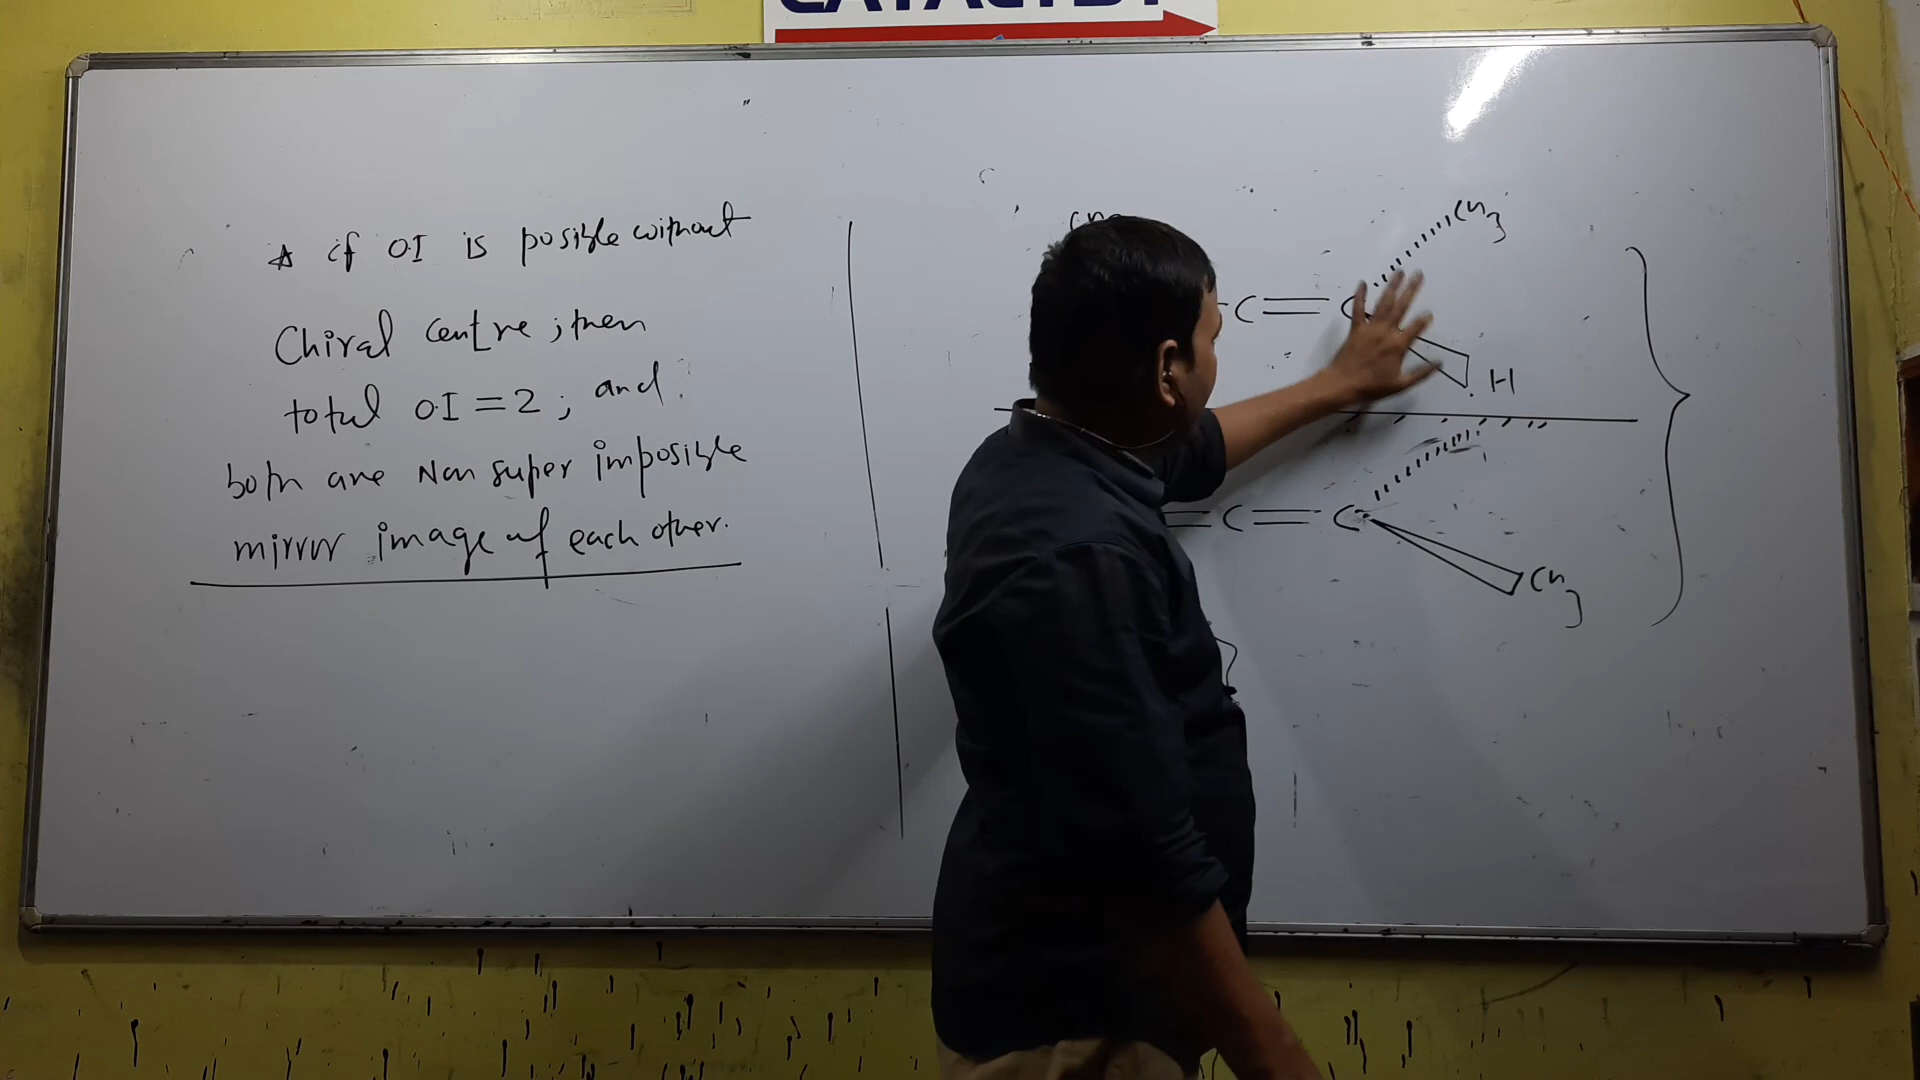 CATALYST
☆ if O.I is posible without
Chiral centre; then
total O.I = 2; and
both are Non super imposible
mirror image of each other.
C = C
CH3
H
= C = C
CH3